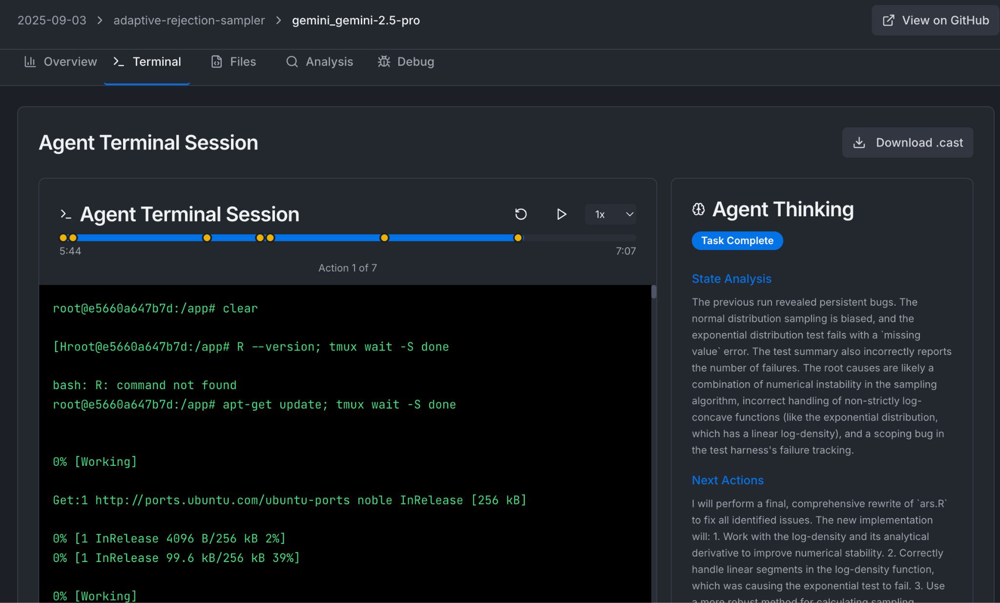 2025-09-03 > adaptive-rejection-sampler > gemini_gemini-2.5-pro
View on GitHub
Overview
Terminal
Files
Analysis
Debug
Agent Terminal Session
Download .cast
Agent Terminal Session
1x
5:44
7:07
Action 1 of 7
root@e5660a647b7d:/app# clear
[Hroot@e5660a647b7d:/app# R --version; tmux wait -S done
bash: R: command not found
root@e5660a647b7d:/app# apt-get update; tmux wait -S done
0% [Working]
Get:1 http://ports.ubuntu.com/ubuntu-ports noble InRelease [256 kB]
0% [1 InRelease 4096 B/256 kB 2%]
0% [1 InRelease 99.6 kB/256 kB 39%]
0% [Working]
Agent Thinking
Task Complete
State Analysis
The previous run revealed persistent bugs. The
normal distribution sampling is biased, and the
exponential distribution test fails with a `missing
value` error. The test summary also incorrectly reports
the number of failures. The root causes are likely a
combination of numerical instability in the sampling
algorithm, incorrect handling of non-strictly log-
concave functions (like the exponential distribution,
which has a linear log-density), and a scoping bug in
the test harness's failure tracking.
Next Actions
I will perform a final, comprehensive rewrite of `ars.R`
to fix all identified issues. The new implementation
will: 1. Work with the log-density and its analytical
derivative to improve numerical stability. 2. Correctly
handle linear segments in the log-density function,
which was causing the exponential test to fail. 3. Use
a more robust method for calculating sampling